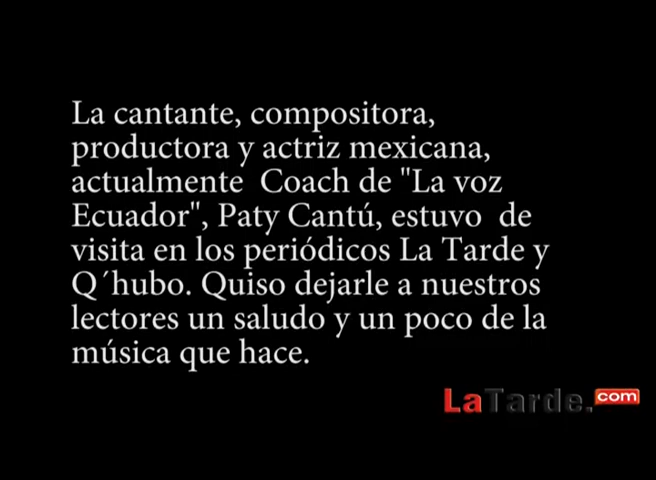 La cantante, compositora,
productora y actriz mexicana,
actualmente  Coach de "La voz
Ecuador", Paty Cantú, estuvo  de
visita en los periódicos La Tarde y
Q´hubo. Quiso dejarle a nuestros
lectores un saludo y un poco de la
música que hace.
LaTarde.com